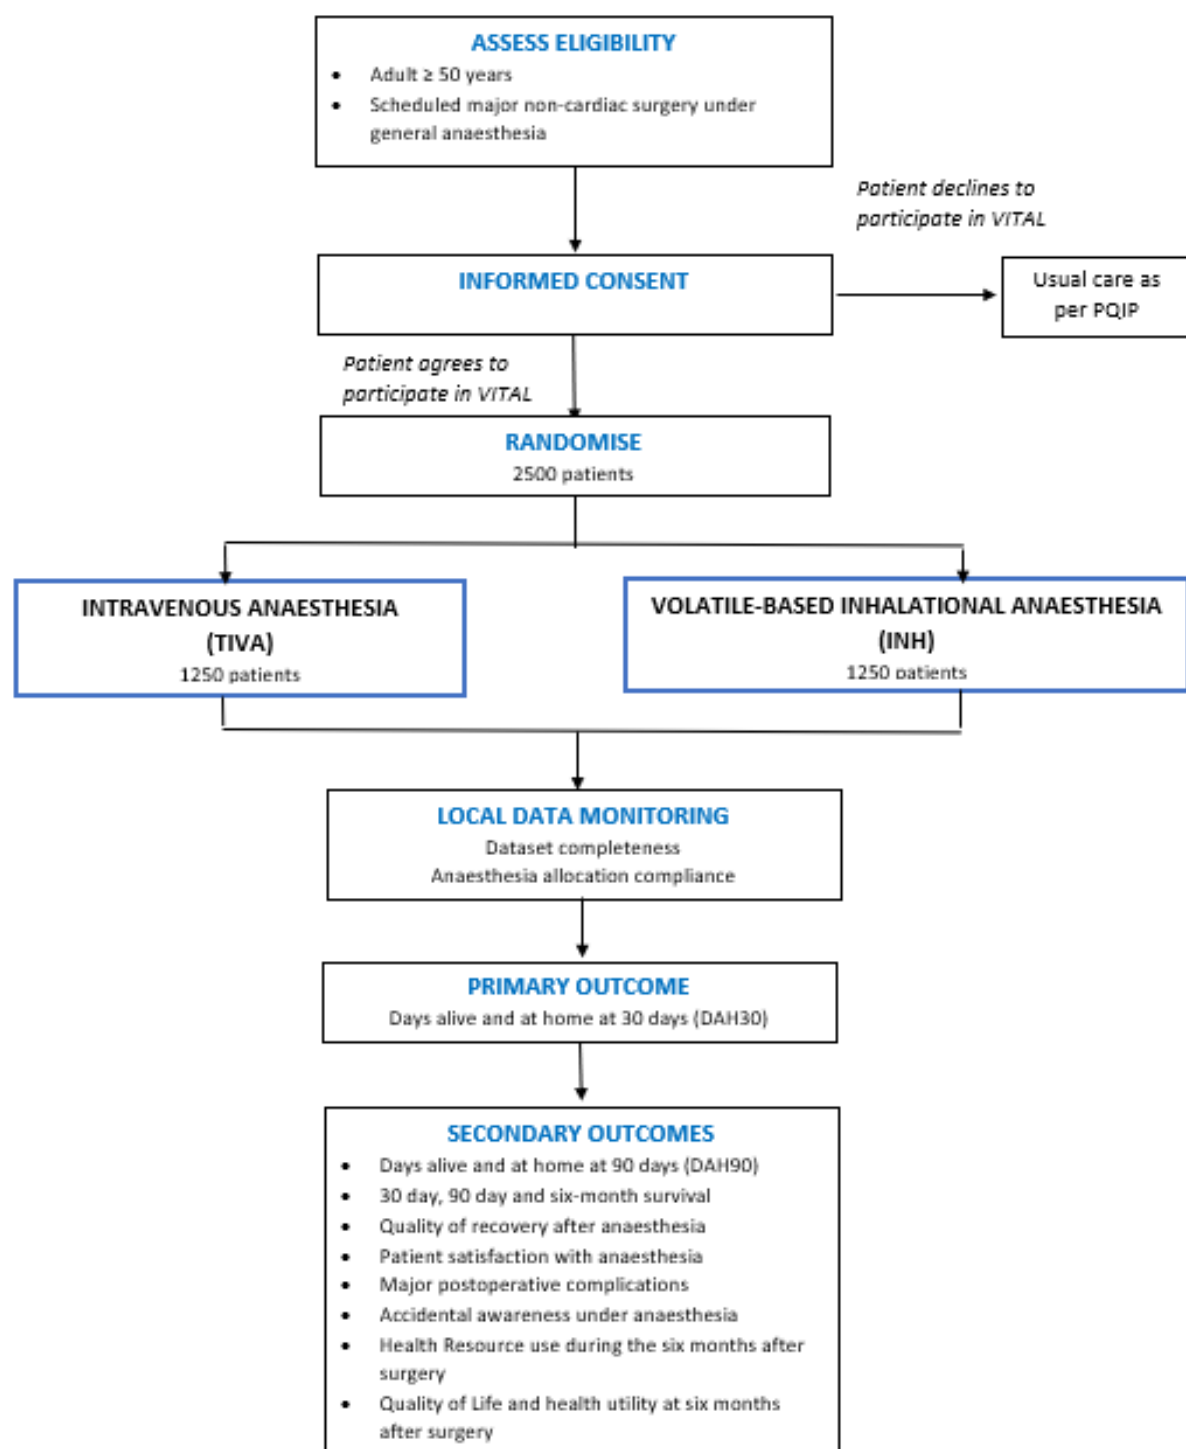 ASSESS ELIGIBILITY
• Adult ≥ 50 years
• Scheduled major non-cardiac surgery under
general anaesthesia
Patient declines to
participate in VITAL
INFORMED CONSENT
Usual care as
per PQIP
Patient agrees to
participate in VITAL
RANDOMISE
2500 patients
INTRAVENOUS ANAESTHESIA
(TIVA)
1250 patients
VOLATILE-BASED INHALATIONAL ANAESTHESIA
(INH)
1250 patients
LOCAL DATA MONITORING
Dataset completeness
Anaesthesia allocation compliance
PRIMARY OUTCOME
Days alive and at home at 30 days (DAH30)
SECONDARY OUTCOMES
• Days alive and at home at 90 days (DAH90)
• 30 day, 90 day and six-month survival
• Quality of recovery after anaesthesia
• Patient satisfaction with anaesthesia
• Major postoperative complications
• Accidental awareness under anaesthesia
• Health Resource use during the six months after
surgery
• Quality of Life and health utility at six months
after surgery